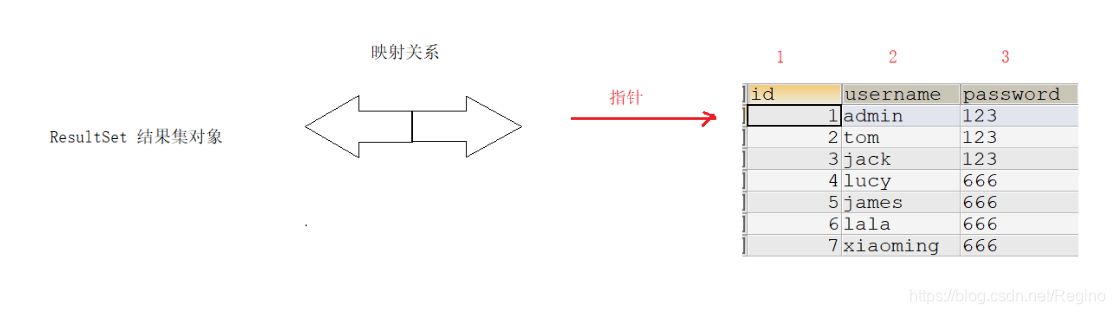 映射关系
1 2 3
指针
ResultSet 结果集对象
id username password
1 admin 123
2 tom 123
3 jack 123
4 lucy 666
5 james 666
6 lala 666
7 xiaoming 666
https://blog.csdn.net/Regino